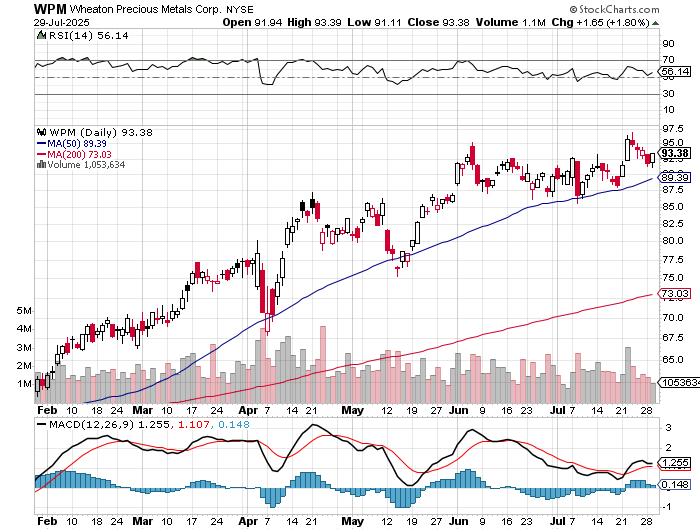 WPM Wheaton Precious Metals Corp. NYSE
© StockCharts.com
29-Jul-2025
Open 91.94 High 93.39 Low 91.11 Close 93.38 Volume 1.1M Chg +1.65 (+1.80%)
RSI(14) 56.14
90
70
56.14
50
30
10
WPM (Daily) 93.38
MA(50) 89.39
MA(200) 73.03
Volume 1,053,634
97.5
95.0
93.38
90.0
89.39
87.5
85.0
82.5
80.0
77.5
75.0
73.03
70.0
67.5
65.0
5M
4M
3M
2M
1M
1053634
Feb 10 18 24 Mar 10 17 24 Apr 7 14 21 May 12 19 27 Jun 9 16 23 Jul 7 14 21 28
MACD(12,26,9) 1.255, 1.107, 0.148
3
2
1.255
0.148
-1
Feb 10 18 24 Mar 10 17 24 Apr 7 14 21 May 12 19 27 Jun 9 16 23 Jul 7 14 21 28